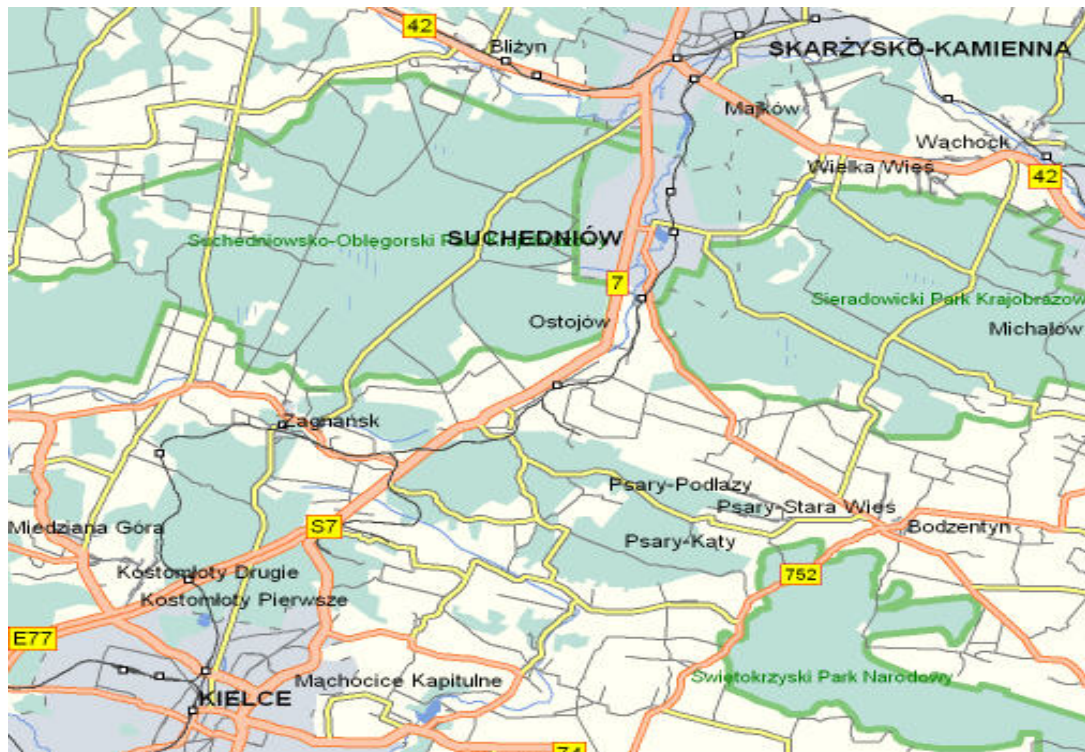 42
Bliżyn
SKARŻYSKO-KAMIENNA
Majków
Wąchock
Wielka Wieś
42
SUCHEDNIÓW
7
Sieradowicki Park Krajobrazow
Ostojów
Michałów
Zagnańsk
Psary-Podłazy
Psary-Stara Wieś
Miedziana Góra
S7
Bodzentyn
Psary-Kąty
Kostomłoty Drugie
752
Kostomłoty Pierwsze
E77
Świętokrzyski Park Narodowy
Mąchocice Kapitulne
KIELCE